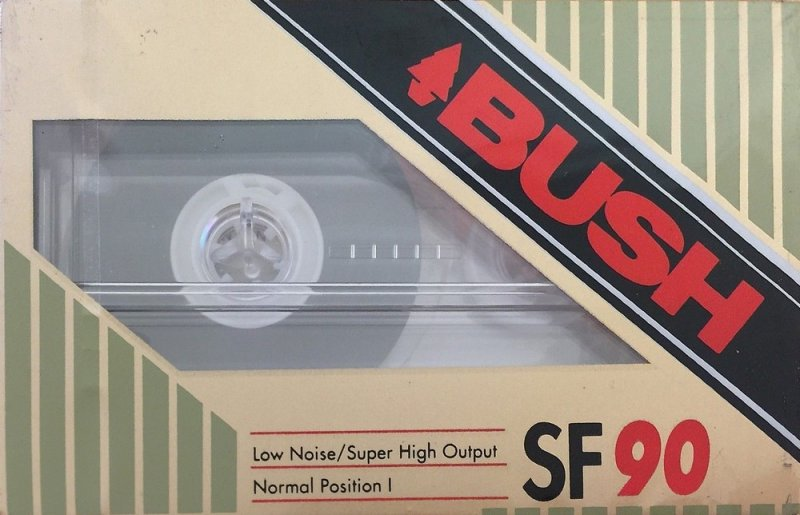 BUSH
Low Noise/Super High Output
Normal Position I
SF 90